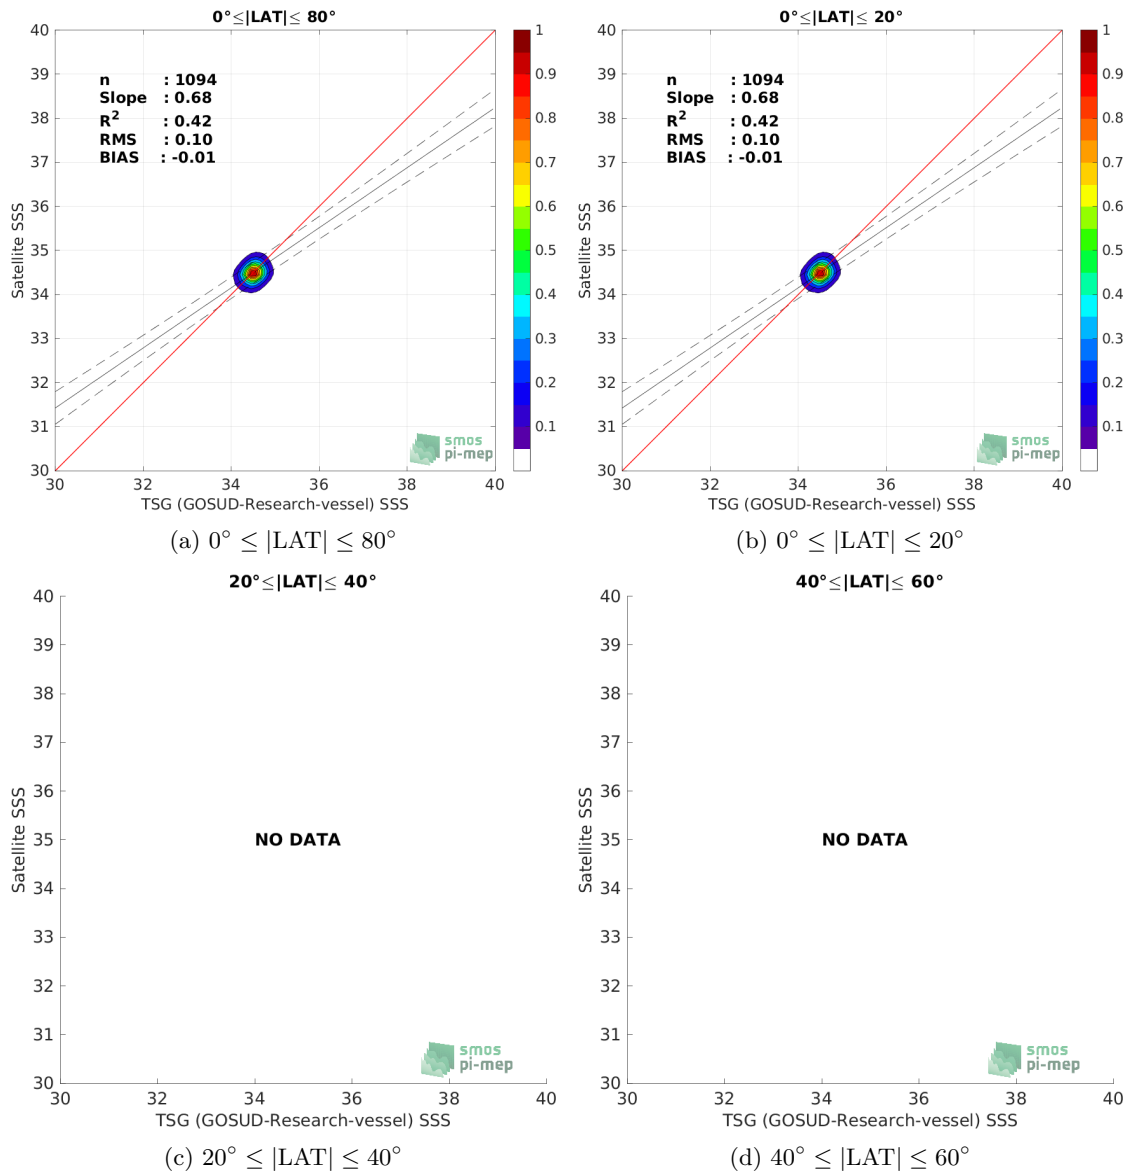 0°≤|LAT|≤ 80°
40
39
38
37
36
35
34
33
32
31
30
30 32 34 36 38 40
Satellite SSS
TSG (GOSUD-Research-vessel) SSS
n : 1094
Slope : 0.68
R² : 0.42
RMS : 0.10
BIAS : -0.01
1
0.9
0.8
0.7
0.6
0.5
0.4
0.3
0.2
0.1
smos
pi-mep
(a) 0° ≤ |LAT| ≤ 80°
0°≤|LAT|≤ 20°
40
39
38
37
36
35
34
33
32
31
30
30 32 34 36 38 40
Satellite SSS
TSG (GOSUD-Research-vessel) SSS
n : 1094
Slope : 0.68
R² : 0.42
RMS : 0.10
BIAS : -0.01
1
0.9
0.8
0.7
0.6
0.5
0.4
0.3
0.2
0.1
smos
pi-mep
(b) 0° ≤ |LAT| ≤ 20°
20°≤|LAT|≤ 40°
40
39
38
37
36
35
34
33
32
31
30
30 32 34 36 38 40
Satellite SSS
TSG (GOSUD-Research-vessel) SSS
NO DATA
smos
pi-mep
(c) 20° ≤ |LAT| ≤ 40°
40°≤|LAT|≤ 60°
40
39
38
37
36
35
34
33
32
31
30
30 32 34 36 38 40
Satellite SSS
TSG (GOSUD-Research-vessel) SSS
NO DATA
smos
pi-mep
(d) 40° ≤ |LAT| ≤ 60°